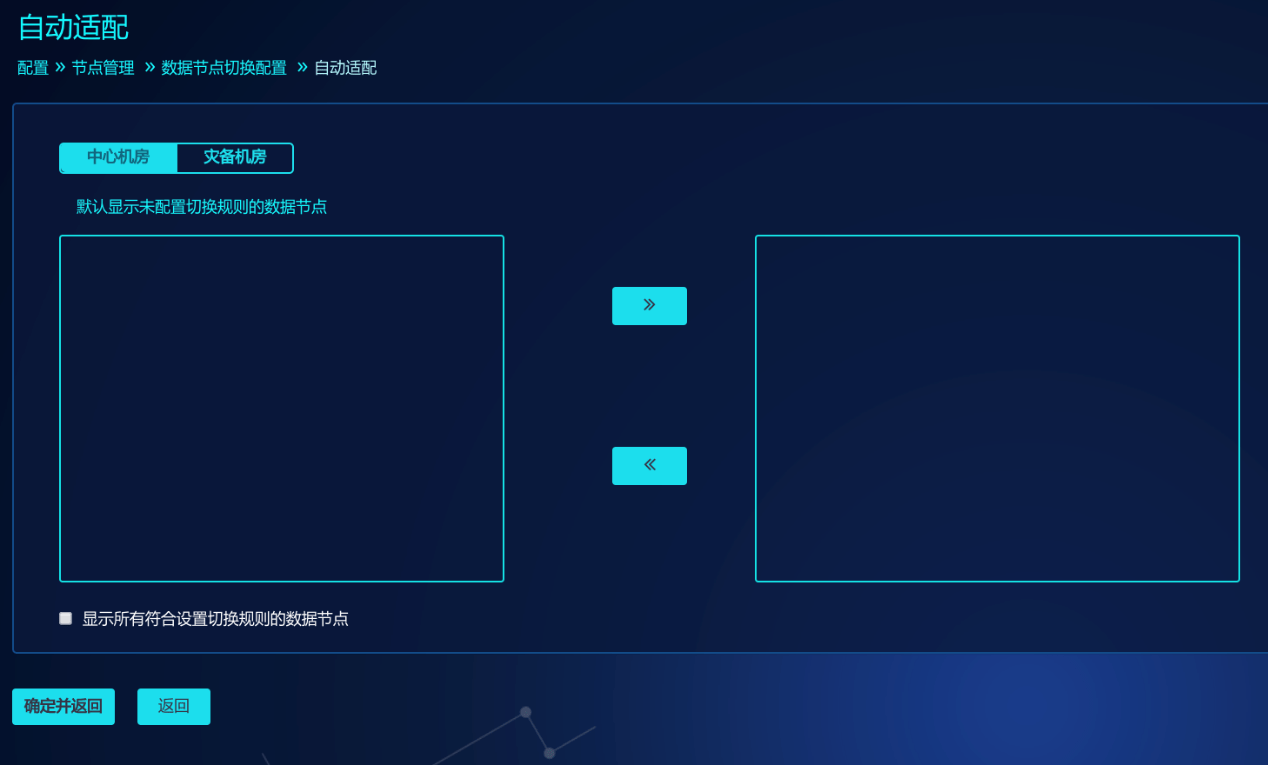 自动适配
配置 » 节点管理 » 数据节点切换配置 » 自动适配
中心机房 灾备机房
默认显示未配置切换规则的数据节点
»
«
显示所有符合设置切换规则的数据节点
确定并返回 返回